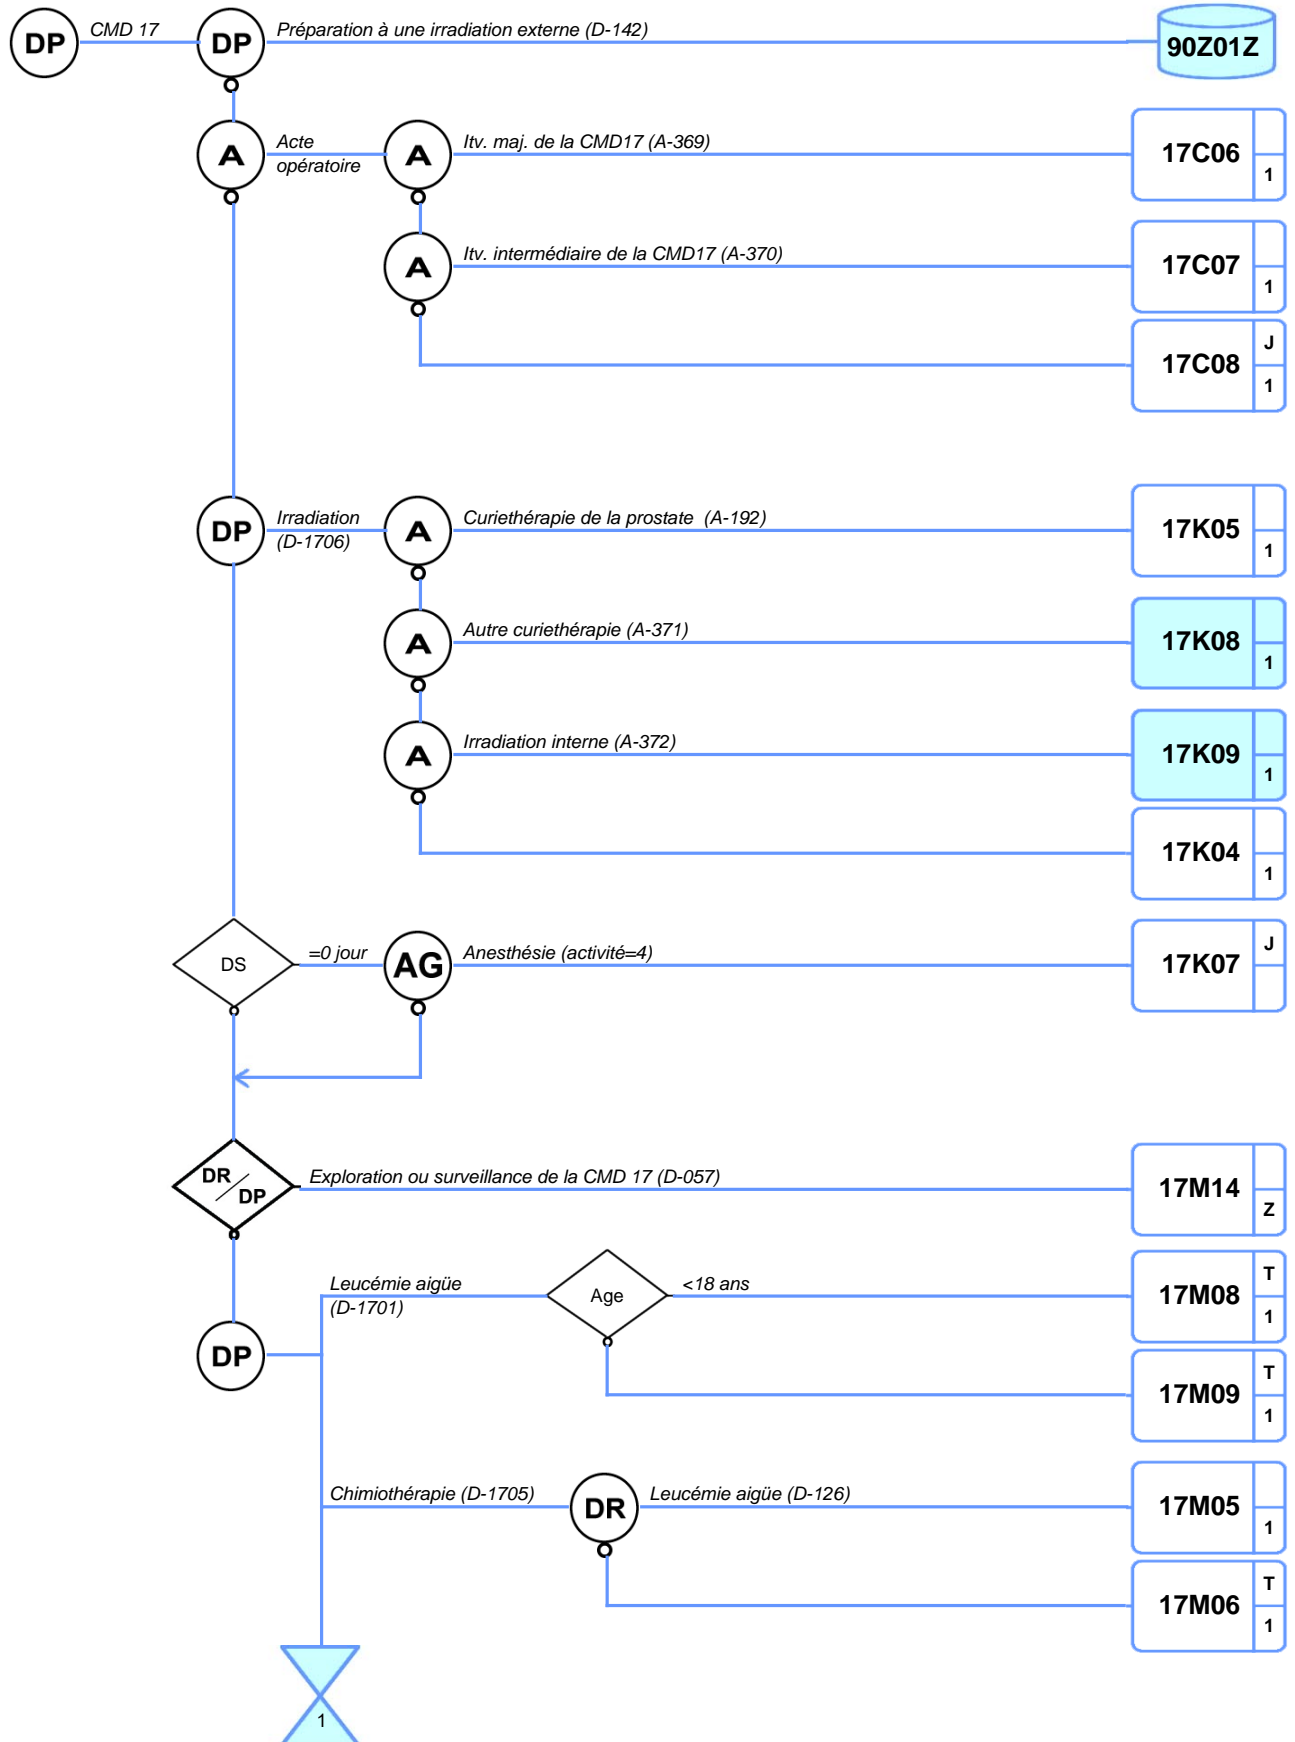 DP
CMD 17
DP
Préparation à une irradiation externe (D-142)
90Z01Z
A
Acte
opératoire
A
Itv. maj. de la CMD17 (A-369)
17C06
1
A
Itv. intermédiaire de la CMD17 (A-370)
17C07
1
17C08
J
1
DP
Irradiation
(D-1706)
A
Curiethérapie de la prostate (A-192)
17K05
1
A
Autre curiethérapie (A-371)
17K08
1
A
Irradiation interne (A-372)
17K09
1
17K04
1
DS
=0 jour
AG
Anesthésie (activité=4)
17K07
J
DR/DP
Exploration ou surveillance de la CMD 17 (D-057)
17M14
Z
DP
Leucémie aigüe
(D-1701)
Age
<18 ans
17M08
T
1
17M09
T
1
Chimiothérapie (D-1705)
DR
Leucémie aigüe (D-126)
17M05
1
17M06
T
1
1